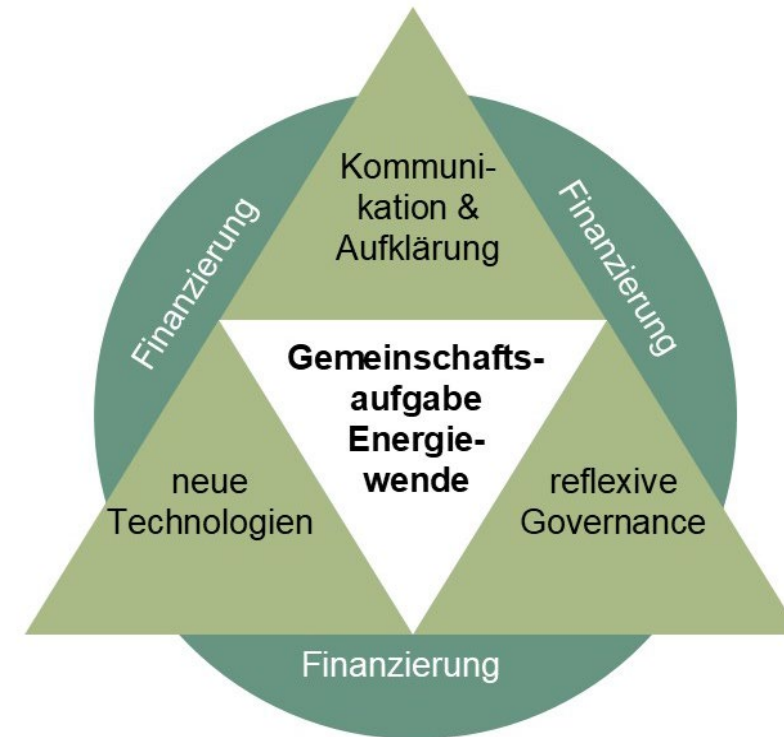 Kommuni-
kation &
Aufklärung
Finanzierung
Finanzierung
Gemeinschafts-
aufgabe
Energie-
wende
neue
Technologien
reflexive
Governance
Finanzierung